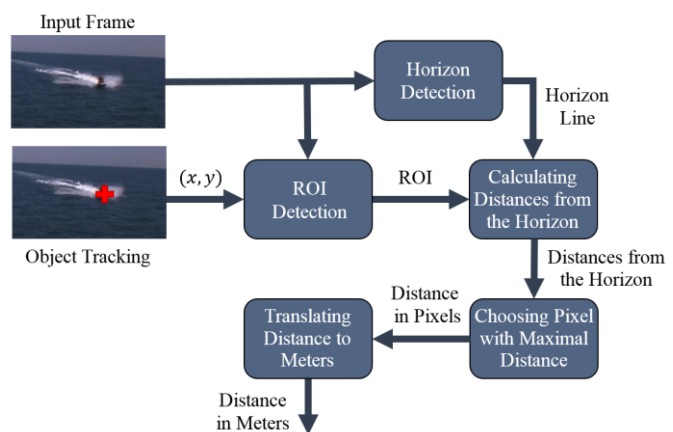 Input Frame
Horizon
Detection
Horizon
Line
(x, y)
ROI
Detection
ROI
Calculating
Distances from
the Horizon
Object Tracking
Distances from
the Horizon
Distance
in Pixels
Translating
Distance to
Meters
Choosing Pixel
with Maximal
Distance
Distance
in Meters